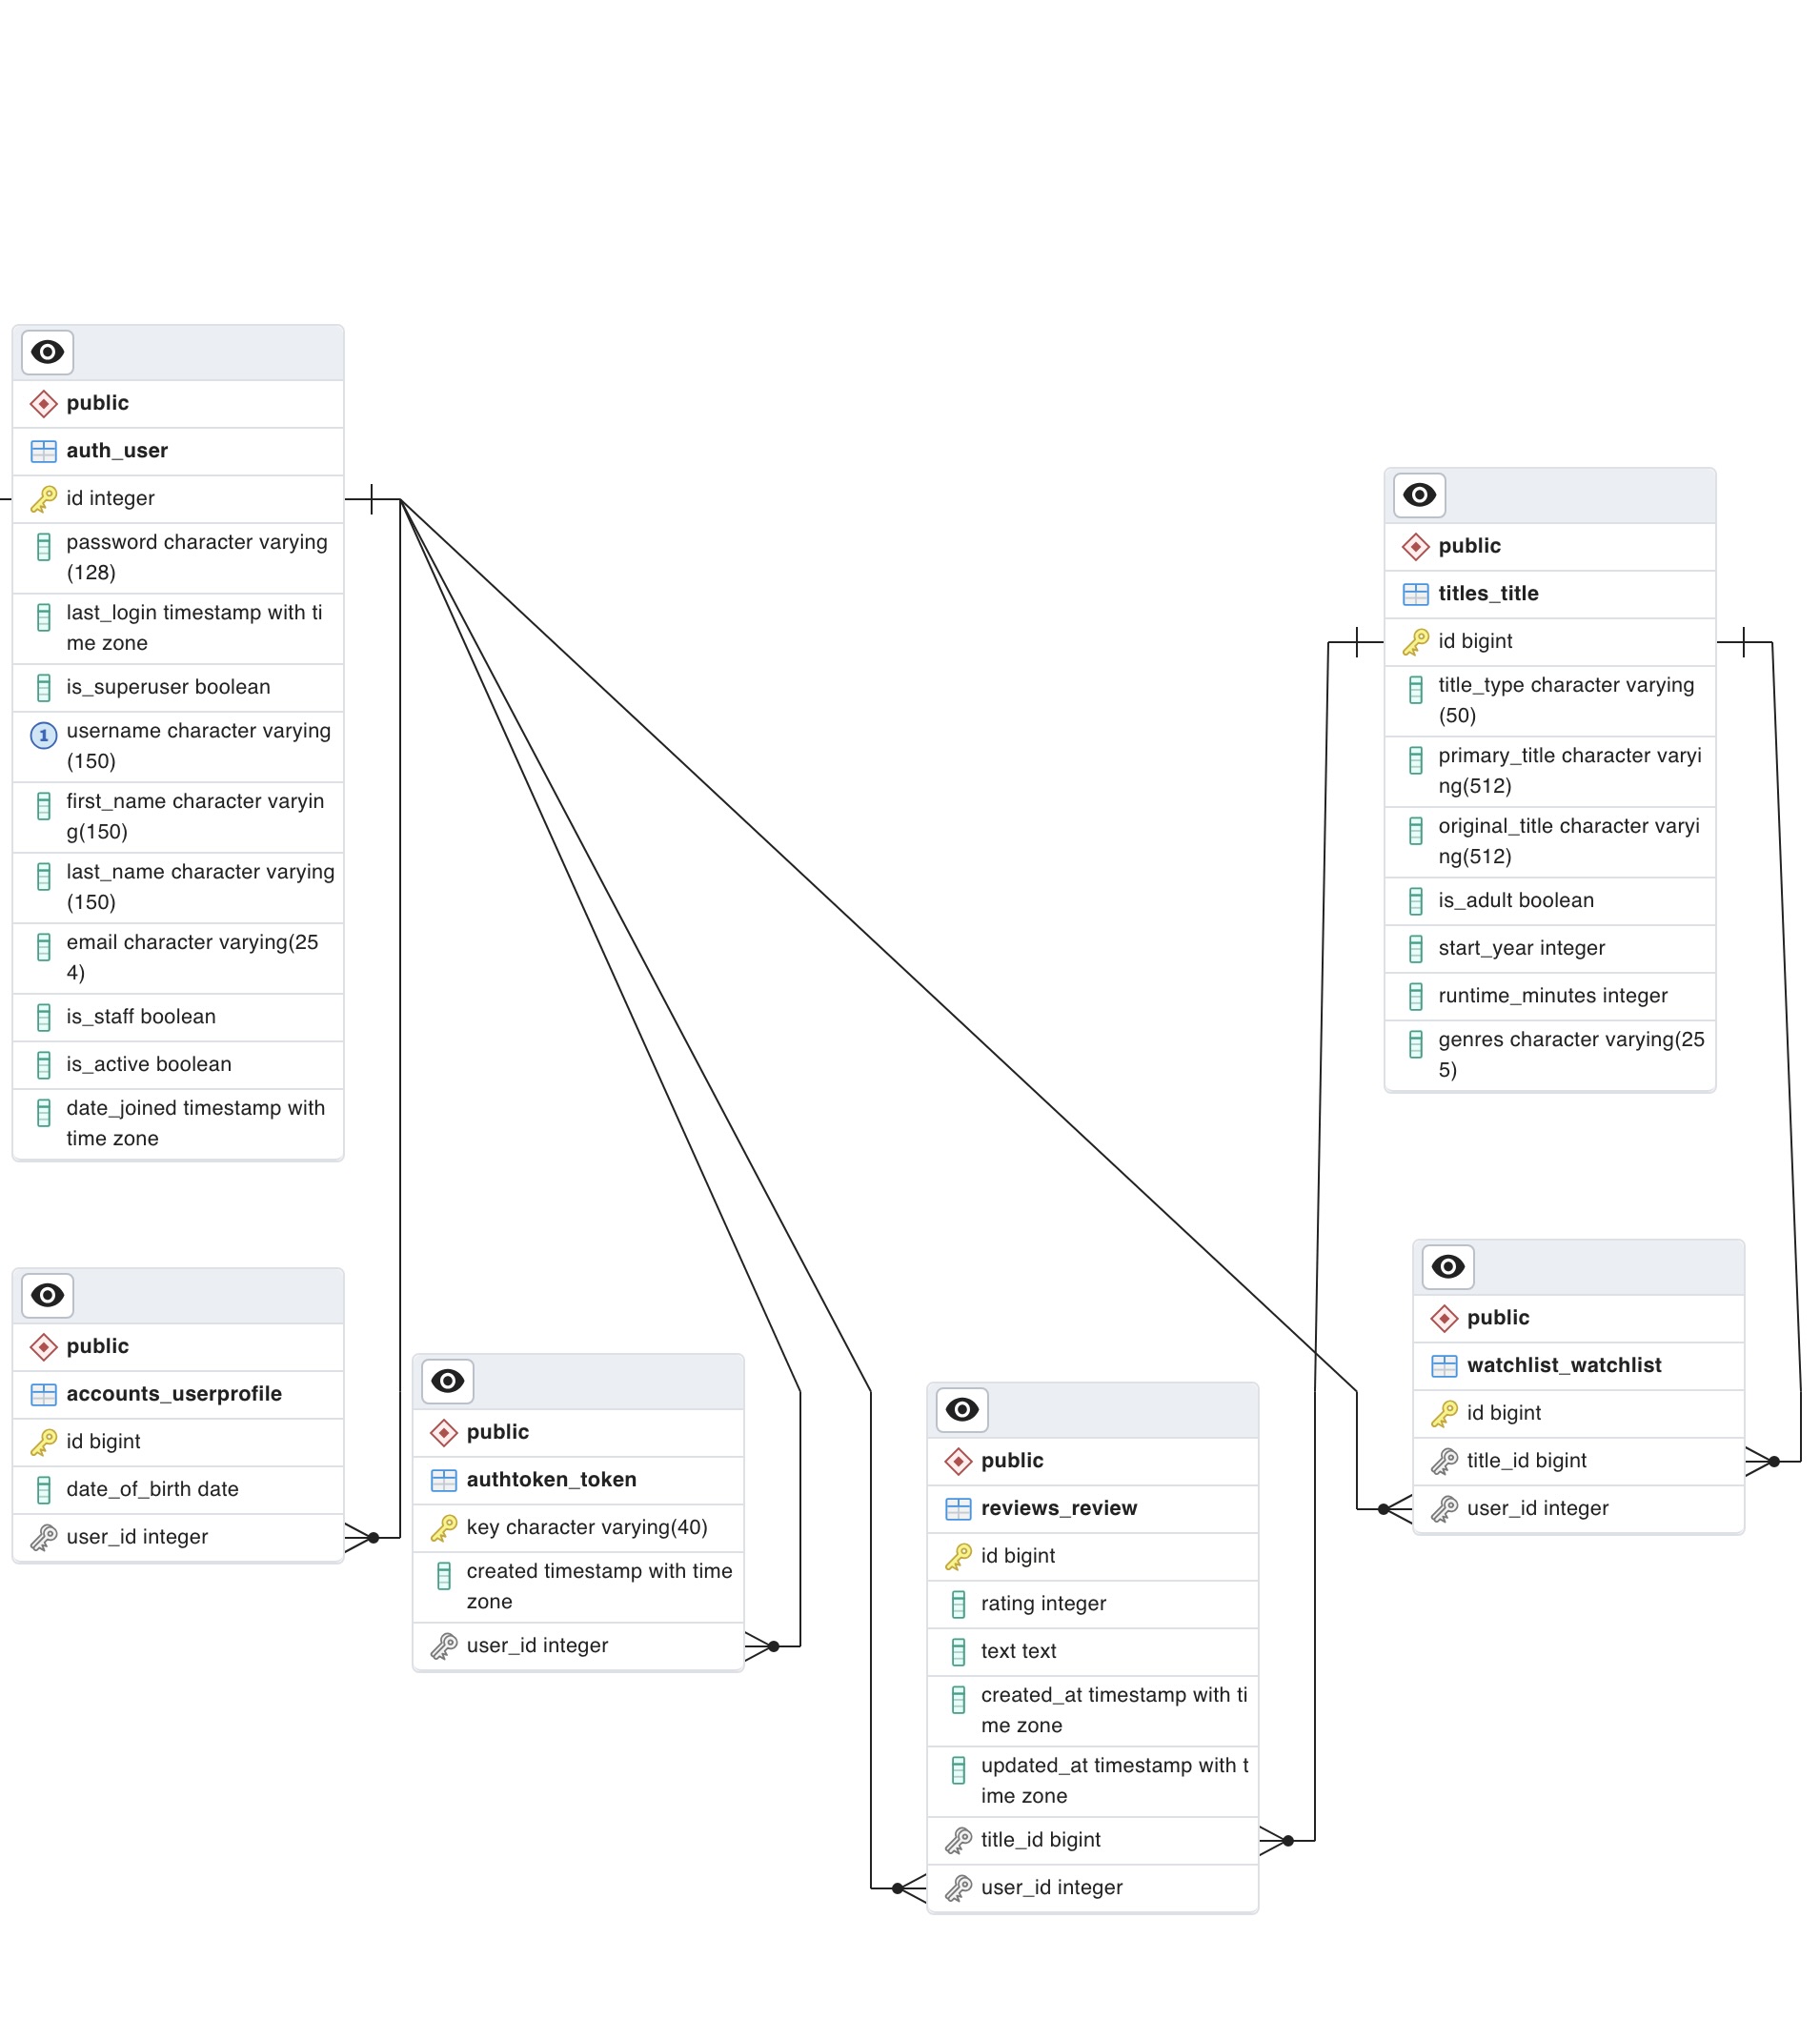 public
auth_user
id integer
password character varying
(128)
last_login timestamp with ti
me zone
is_superuser boolean
1
username character varying
(150)
first_name character varyin
g(150)
last_name character varying
(150)
email character varying(25
4)
is_staff boolean
is_active boolean
date_joined timestamp with
time zone
public
titles_title
id bigint
title_type character varying
(50)
primary_title character varyi
ng(512)
original_title character varyi
ng(512)
is_adult boolean
start_year integer
runtime_minutes integer
genres character varying(25
5)
public
accounts_userprofile
id bigint
date_of_birth date
user_id integer
public
authtoken_token
key character varying(40)
created timestamp with time
zone
user_id integer
public
reviews_review
id bigint
rating integer
text text
created_at timestamp with ti
me zone
updated_at timestamp with t
ime zone
title_id bigint
user_id integer
public
watchlist_watchlist
id bigint
title_id bigint
user_id integer